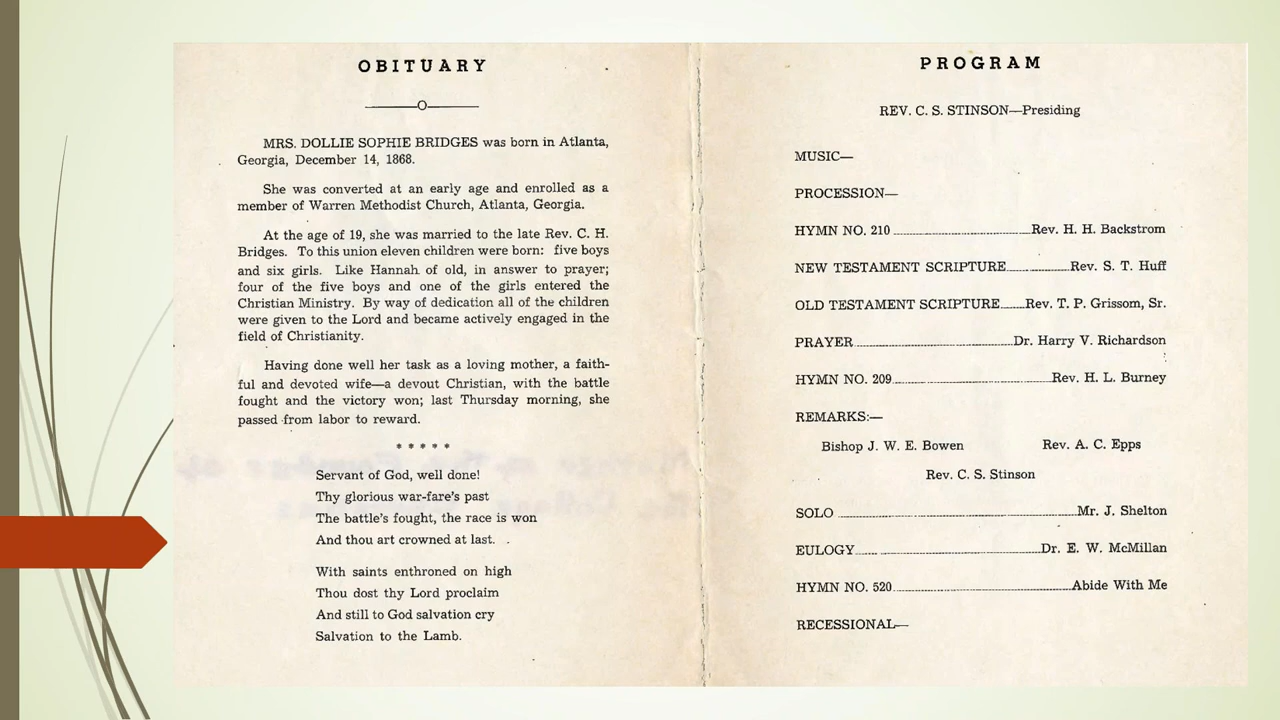 OBITUARY
O
MRS. DOLLIE SOPHIE BRIDGES was born in Atlanta,
Georgia, December 14, 1868.
She was converted at an early age and enrolled as a
member of Warren Methodist Church, Atlanta, Georgia.
At the age of 19, she was married to the late Rev. C. H.
Bridges. To this union eleven children were born: five boys
and six girls. Like Hannah of old, in answer to prayer;
four of the five boys and one of the girls entered the
Christian Ministry. By way of dedication all of the children
were given to the Lord and became actively engaged in the
field of Christianity.
Having done well her task as a loving mother, a faith-
ful and devoted wife—a devout Christian, with the battle
fought and the victory won; last Thursday morning, she
passed from labor to reward.
* * * * *
Servant of God, well done!
Thy glorious war-fare's past
The battle's fought, the race is won
And thou art crowned at last.
With saints enthroned on high
Thou dost thy Lord proclaim
And still to God salvation cry
Salvation to the Lamb.
PROGRAM
REV. C. S. STINSON—Presiding
MUSIC—
PROCESSION—
HYMN NO. 210 Rev. H. H. Backstrom
NEW TESTAMENT SCRIPTURE Rev. S. T. Huff
OLD TESTAMENT SCRIPTURE Rev. T. P. Grissom, Sr.
PRAYER Dr. Harry V. Richardson
HYMN NO. 209 Rev. H. L. Burney
REMARKS:—
Bishop J. W. E. Bowen Rev. A. C. Epps
Rev. C. S. Stinson
SOLO Mr. J. Shelton
EULOGY Dr. E. W. McMillan
HYMN NO. 520 Abide With Me
RECESSIONAL—